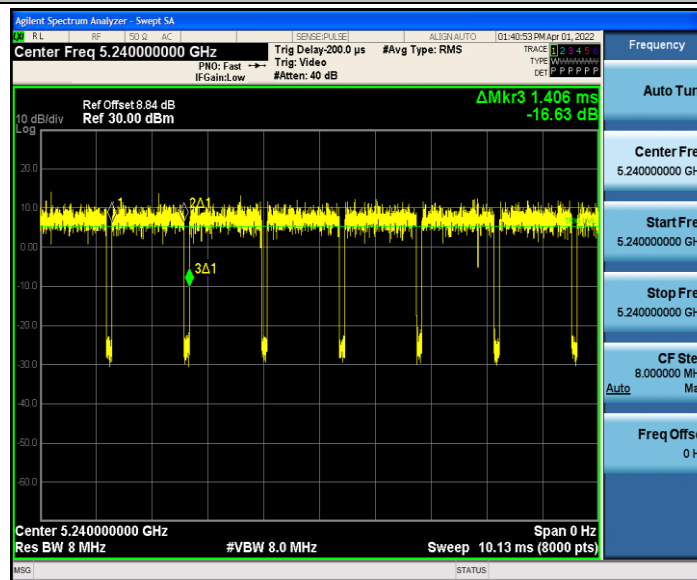 Agilent Spectrum Analyzer - Swept SA
RL RF 50 Ω AC SENSE:PULSE ALIGN AUTO 01:40:53 PM Apr 01, 2022
Center Freq 5.240000000 GHz Trig Delay-200.0 µs #Avg Type: RMS TRACE 1 2 3 4 5 6
PNO: Fast Trig: Video TYPE
IFGain:Low #Atten: 40 dB DET P P P P P P
ΔMkr3 1.406 ms
-16.63 dB
Ref Offset 8.84 dB
10 dB/div Ref 30.00 dBm
Log
20.0
10.0
0.00
-10.0
-20.0
-30.0
-40.0
-50.0
-60.0
1
2Δ1
3Δ1
Center 5.240000000 GHz Span 0 Hz
Res BW 8 MHz #VBW 8.0 MHz Sweep 10.13 ms (8000 pts)
MSG STATUS
Frequency
Auto Tun
Center Fre
5.240000000 GH
Start Fre
5.240000000 GH
Stop Fre
5.240000000 GH
CF Ste
8.000000 MH
Auto Ma
Freq Offs
0 H